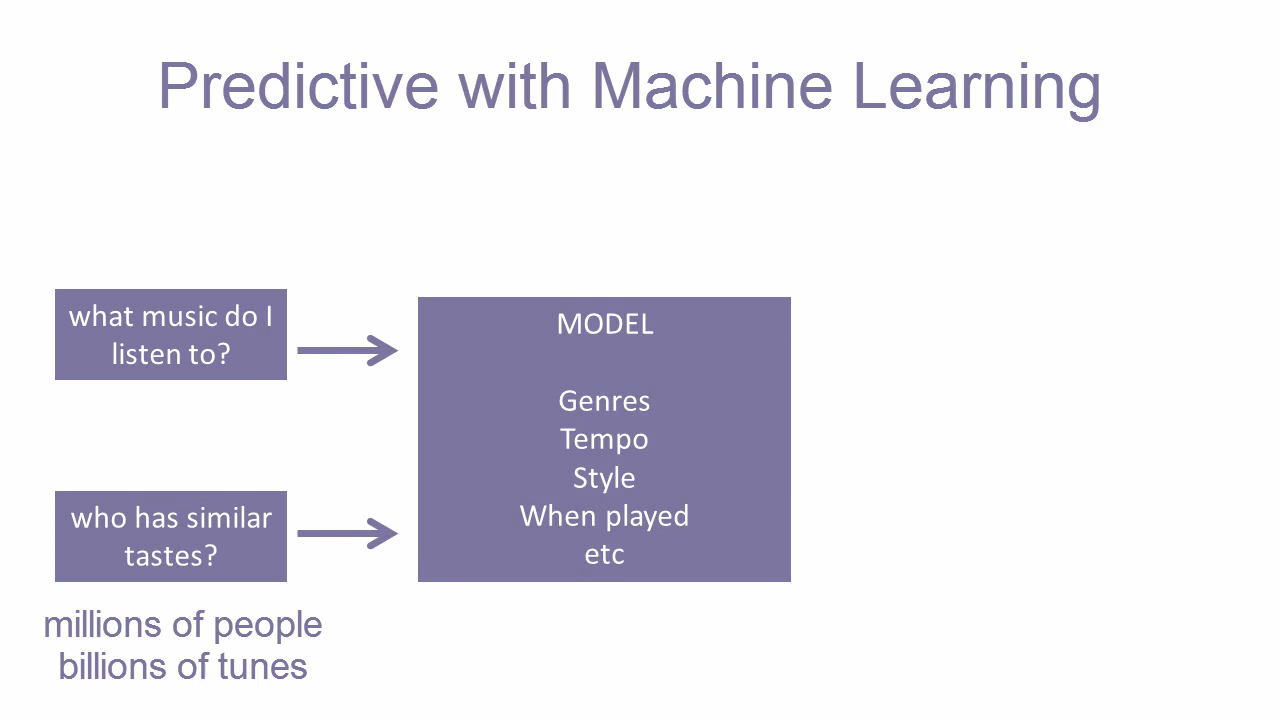 Predictive with Machine Learning
what music do I
listen to?
MODEL
Genres
Tempo
Style
When played
etc
who has similar
tastes?
millions of people
billions of tunes